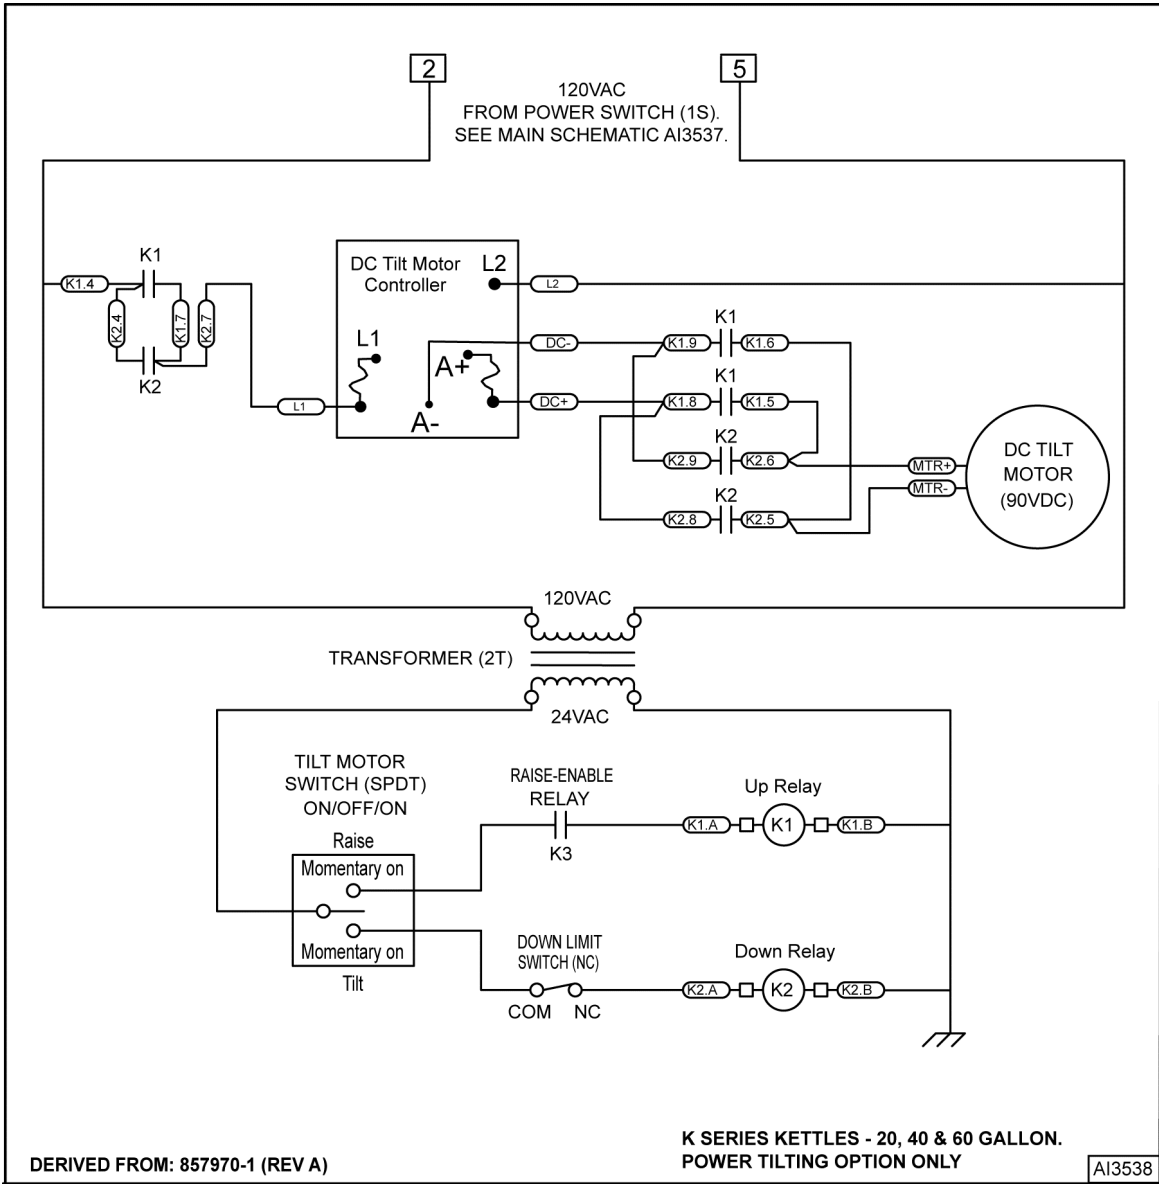 2
5
120VAC
FROM POWER SWITCH (1S).
SEE MAIN SCHEMATIC AI3537.
K1
K1.4
K2.4
K1.7
K2.7
K2
DC Tilt Motor
Controller
L2
L2
L1
A+
A-
L1
DC-
DC+
K1
K1.9
K1.6
K1
K1.8
K1.5
K2
K2.9
K2.6
K2
K2.8
K2.5
MTR+
MTR-
DC TILT
MOTOR
(90VDC)
120VAC
TRANSFORMER (2T)
24VAC
TILT MOTOR
SWITCH (SPDT)
ON/OFF/ON
Raise
Momentary on
Momentary on
Tilt
RAISE-ENABLE
RELAY
K3
Up Relay
K1.A
K1
K1.B
DOWN LIMIT
SWITCH (NC)
COM NC
Down Relay
K2.A
K2
K2.B
K SERIES KETTLES - 20, 40 & 60 GALLON.
POWER TILTING OPTION ONLY
DERIVED FROM: 857970-1 (REV A)
AI3538